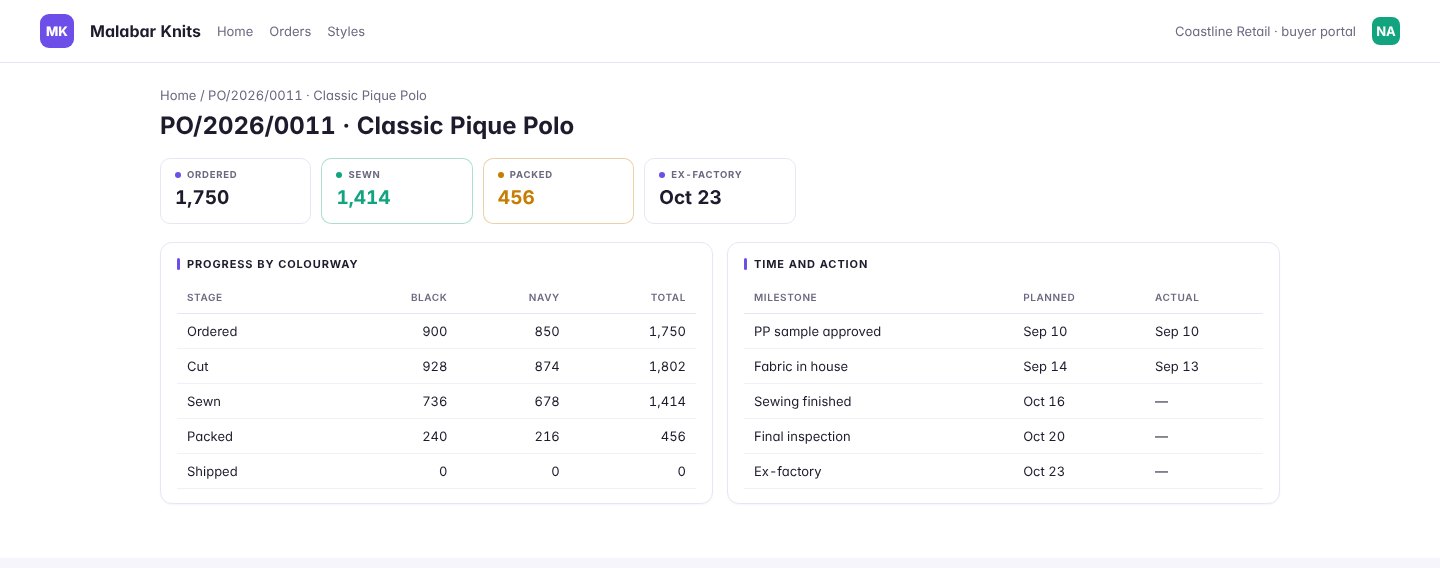 MK Malabar Knits Home Orders Styles Coastline Retail · buyer portal NA
Home / PO/2026/0011 · Classic Pique Polo
PO/2026/0011 · Classic Pique Polo
ORDERED SEWN PACKED EX-FACTORY
1,750 1,414 456 Oct 23
PROGRESS BY COLOURWAY
STAGE BLACK NAVY TOTAL
Ordered 900 850 1,750
Cut 928 874 1,802
Sewn 736 678 1,414
Packed 240 216 456
Shipped 0 0 0
TIME AND ACTION
MILESTONE PLANNED ACTUAL
PP sample approved Sep 10 Sep 10
Fabric in house Sep 14 Sep 13
Sewing finished Oct 16 —
Final inspection Oct 20 —
Ex-factory Oct 23 —